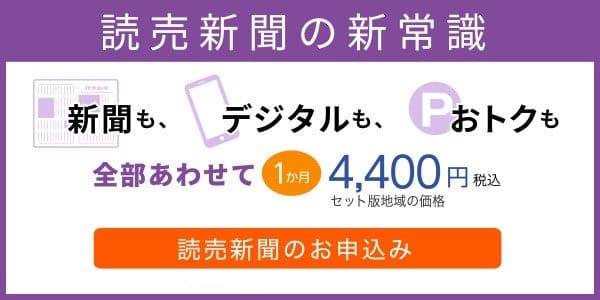 読売新聞の新常識
新聞も、 デジタルも、 P おトクも
全部あわせて 1か月 4,400円 税込
セット版地域の価格
読売新聞のお申込み